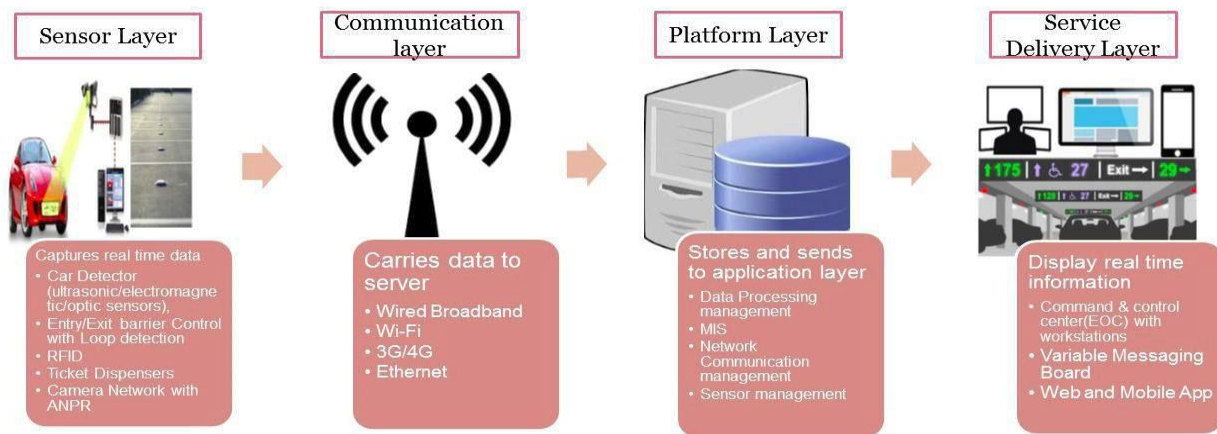 Sensor Layer
Communication
layer
Platform Layer
Service
Delivery Layer
↑175 | ↑ ♿ 27 | Exit→ | 29→
↑129 | ↑ ♿ 27 | Exit→ | 29→
Captures real time data
• Car Detector
(ultrasonic/electromagne
tic/optic sensors),
• Entry/Exit barrier Control
with Loop detection
• RFID
• Ticket Dispensers
• Camera Network with
ANPR
Carries data to
server
• Wired Broadband
• Wi-Fi
• 3G/4G
• Ethernet
Stores and sends
to application layer
• Data Processing
management
• MIS
• Network
Communication
management
• Sensor management
Display real time
information
• Command & control
center(EOC) with
workstations
• Variable Messaging
Board
• Web and Mobile App